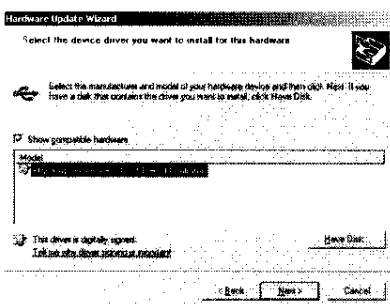 Hardware Update Wizard
Select the device driver you want to install for this hardware
Select the manufacturer and model of your hardware device and then click Next. If you
have a disk that contains the driver you want to install, click Have Disk.
Show compatible hardware
Model
This driver is digitally signed.
Have Disk...
Tell me why driver signing is important
< Back
Next >
Cancel